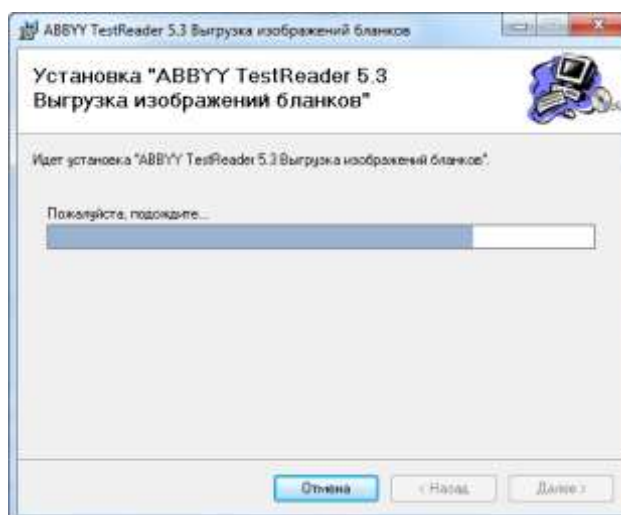 ABBYY TestReader 5.3 Выгрузка изображений бланков
Установка "ABBYY TestReader 5.3
Выгрузка изображений бланков"
Идет установка "ABBYY TestReader 5.3 Выгрузка изображений бланков".
Пожалуйста, подождите...
Отмена
< Назад
Далее >